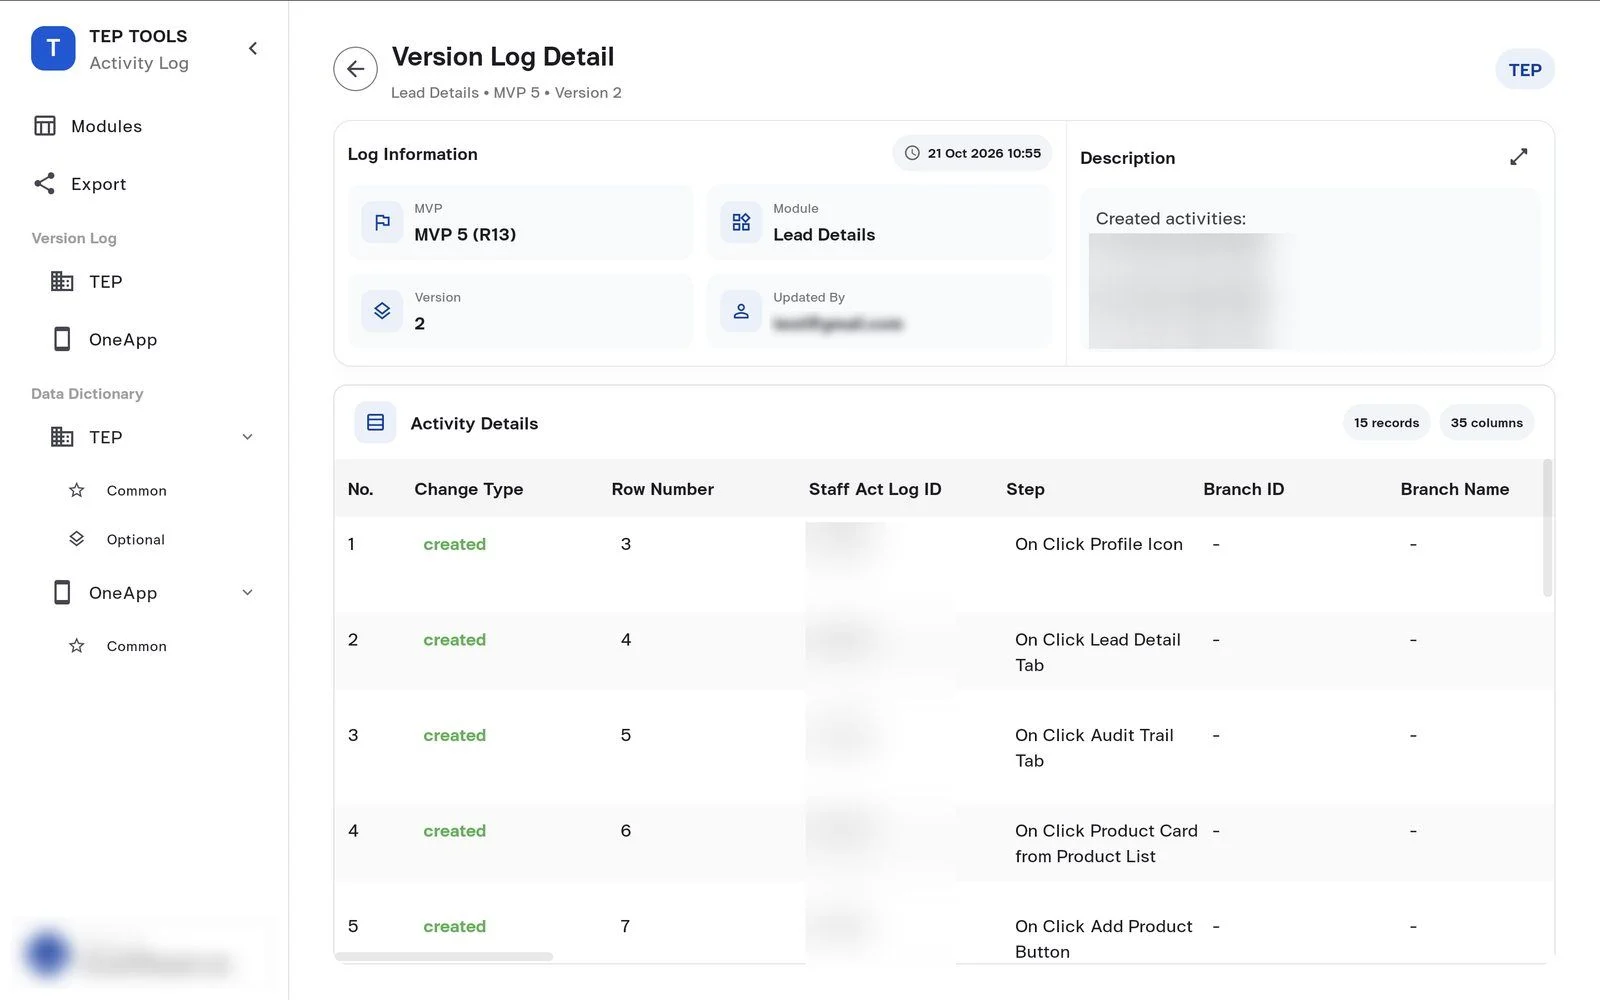 T
TEP TOOLS
Activity Log
Modules
Export
Version Log
TEP
OneApp
Data Dictionary
TEP
Common
Optional
OneApp
Common
Version Log Detail
Lead Details • MVP 5 • Version 2
TEP
Log Information
21 Oct 2026 10:55
MVP
MVP 5 (R13)
Module
Lead Details
Version
2
Updated By
Description
Created activities:
Activity Details
15 records
35 columns
No. Change Type Row Number Staff Act Log ID Step Branch ID Branch Name
1 created 3 On Click Profile Icon - -
2 created 4 On Click Lead Detail - -
Tab
3 created 5 On Click Audit Trail - -
Tab
4 created 6 On Click Product Card - -
from Product List
5 created 7 On Click Add Product - -
Button